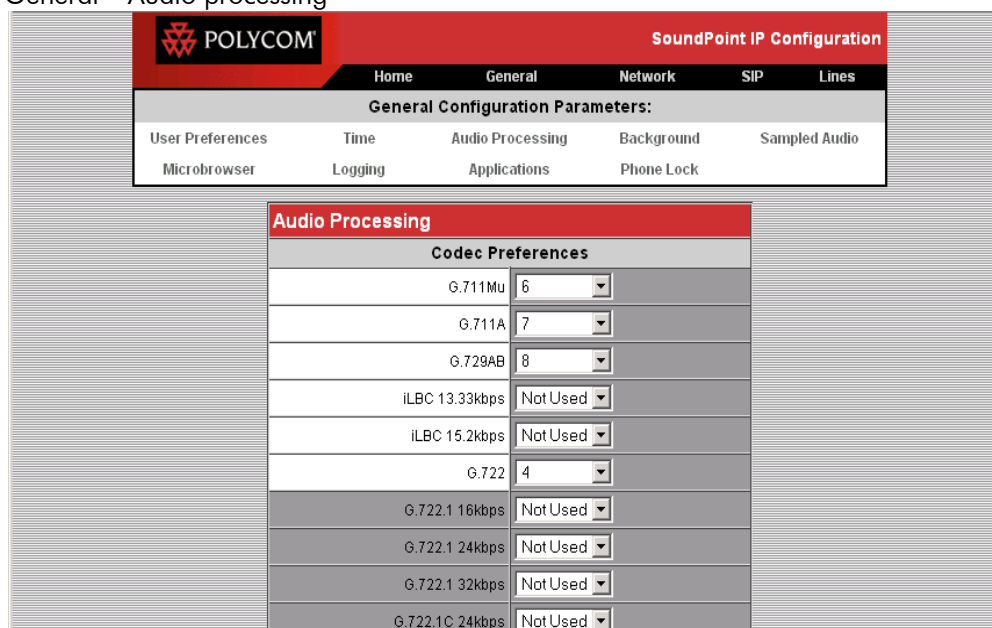 General – Audio processing
POLYCOM
SoundPoint IP Configuration
Home General Network SIP Lines
General Configuration Parameters:
User Preferences Time Audio Processing Background Sampled Audio
Microbrowser Logging Applications Phone Lock
Audio Processing
Codec Preferences
G.711Mu 6
G.711A 7
G.729AB 8
iLBC 13.33kbps Not Used
iLBC 15.2kbps Not Used
G.722 4
G.722.1 16kbps Not Used
G.722.1 24kbps Not Used
G.722.1 32kbps Not Used
G.722.1C 24kbps Not Used